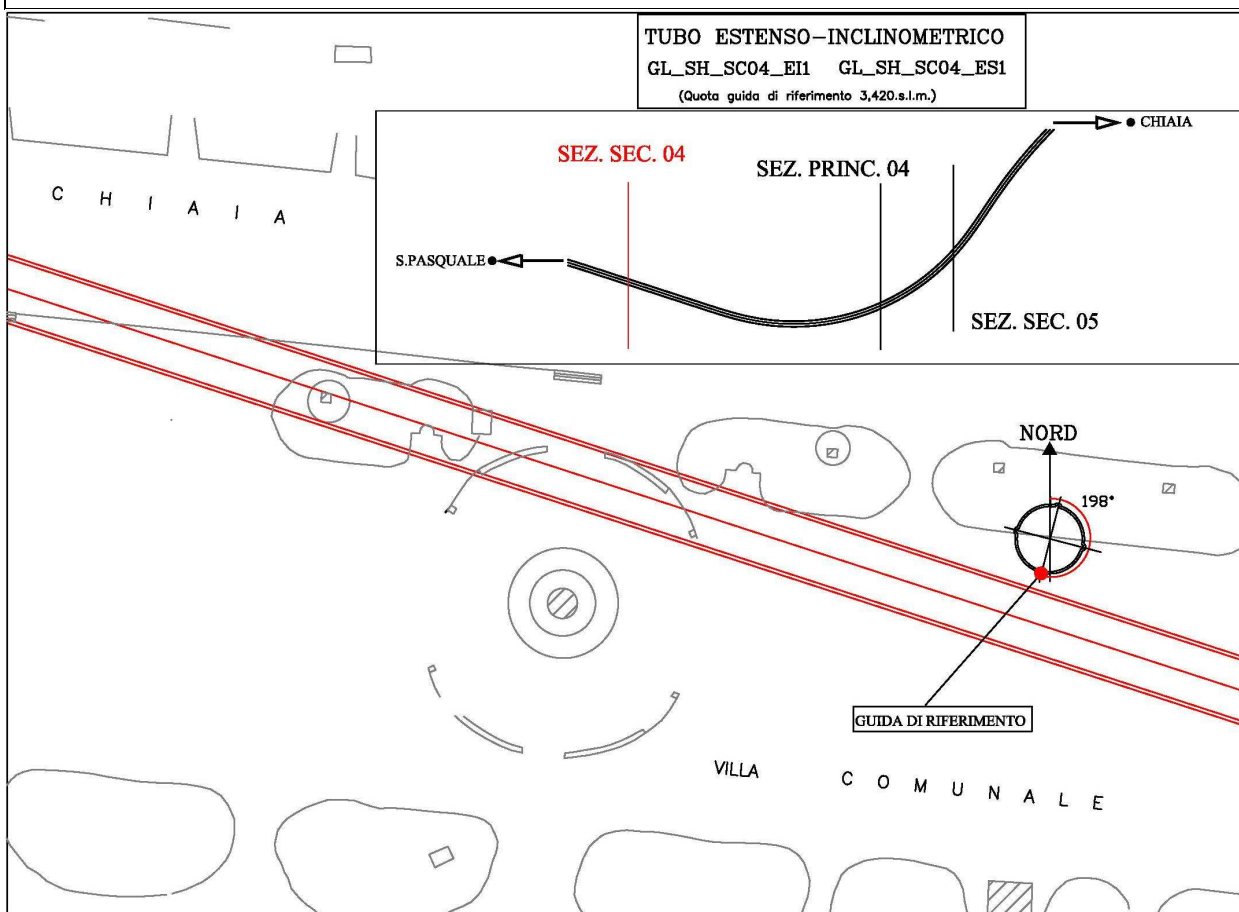 TUBO ESTENSO-INCLINOMETRICO
GL_SH_SC04_EI1 GL_SH_SC04_ES1
(Quota guida di riferimento 3,420.s.l.m.)
CHIAIA
SEZ. SEC. 04
SEZ. PRINC. 04
S.PASQUALE
SEZ. SEC. 05
C H I A I A
NORD
198°
GUIDA DI RIFERIMENTO
VILLA C O M U N A L E